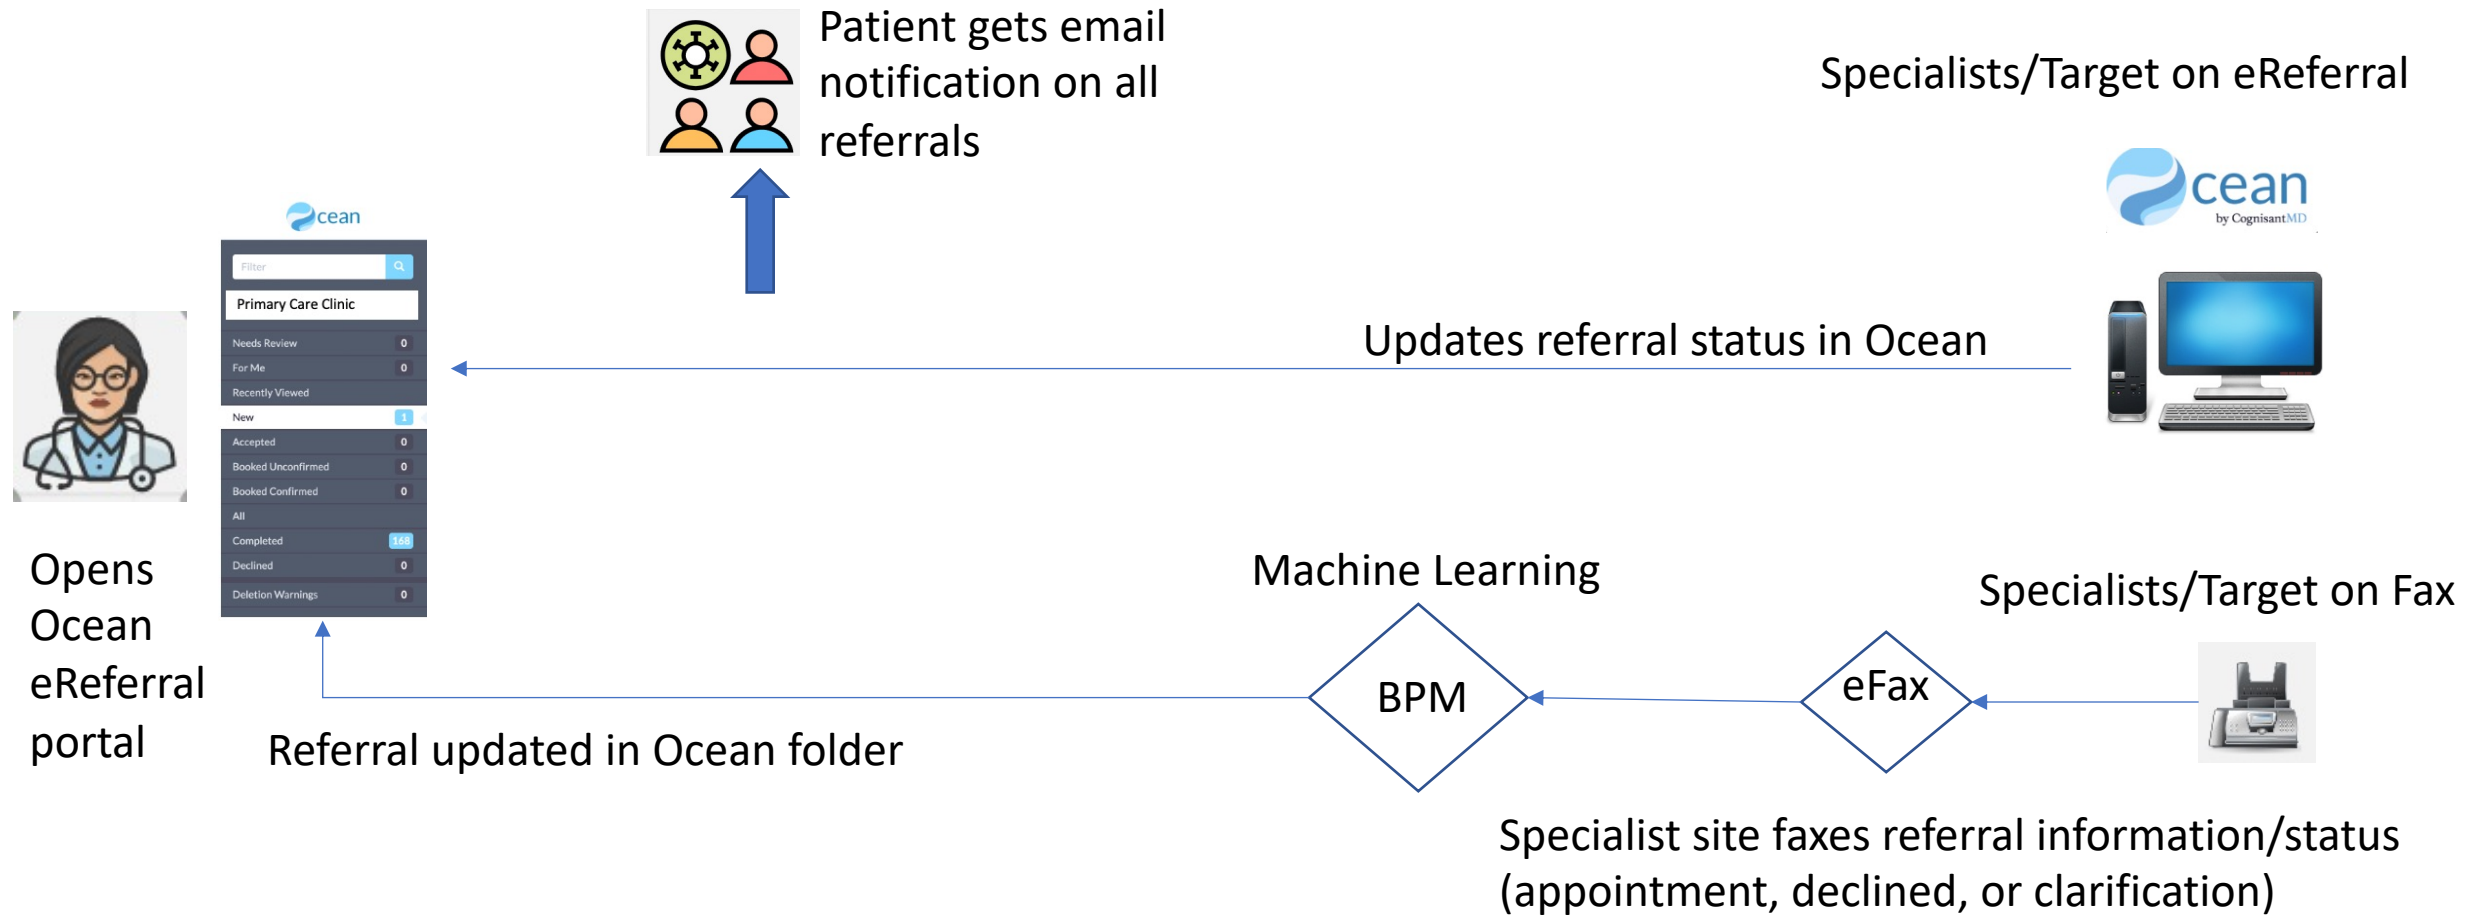 Patient gets email
notification on all
referrals
Specialists/Target on eReferral
cean
by CognisantMD
cean
Filter
Primary Care Clinic
Needs Review 0
For Me 0
Recently Viewed
New 1
Accepted 0
Booked Unconfirmed 0
Booked Confirmed 0
All
Completed 168
Declined 0
Deletion Warnings 0
Updates referral status in Ocean
Opens
Ocean
eReferral
portal
Machine Learning
BPM
eFax
Specialists/Target on Fax
Referral updated in Ocean folder
Specialist site faxes referral information/status
(appointment, declined, or clarification)